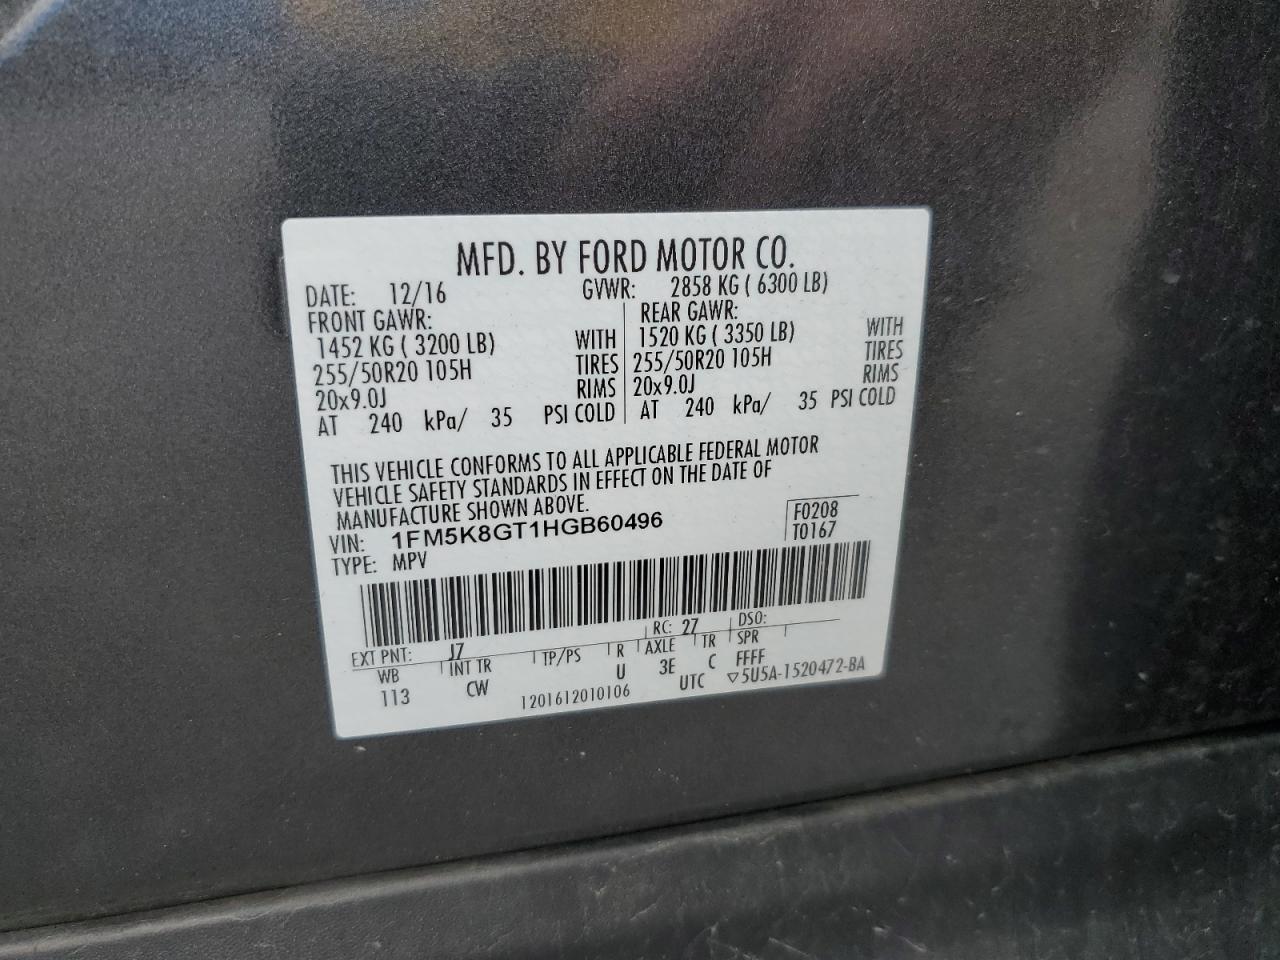 MFD. BY FORD MOTOR CO.
DATE: 12/16 GVWR: 2858 KG ( 6300 LB)
FRONT GAWR: REAR GAWR:
1452 KG ( 3200 LB) WITH 1520 KG ( 3350 LB) WITH
255/50R20 105H TIRES 255/50R20 105H TIRES
20x9.0J RIMS 20x9.0J RIMS
AT 240 kPa/ 35 PSI COLD AT 240 kPa/ 35 PSI COLD
THIS VEHICLE CONFORMS TO ALL APPLICABLE FEDERAL MOTOR
VEHICLE SAFETY STANDARDS IN EFFECT ON THE DATE OF
MANUFACTURE SHOWN ABOVE.
VIN: 1FM5K8GT1HGB60496 F0208
TYPE: MPV T0167
EXT PNT: J7 RC: 27 DSO:
WB INT TR TP/PS R AXLE TR SPR
113 CW U 3E C FFFF
1201612010106 UTC ▽5U5A-1520472-BA